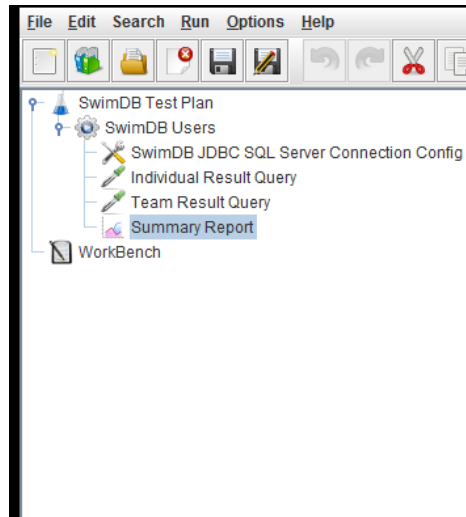 File Edit Search Run Options Help
SwimDB Test Plan
SwimDB Users
SwimDB JDBC SQL Server Connection Config
Individual Result Query
Team Result Query
Summary Report
WorkBench